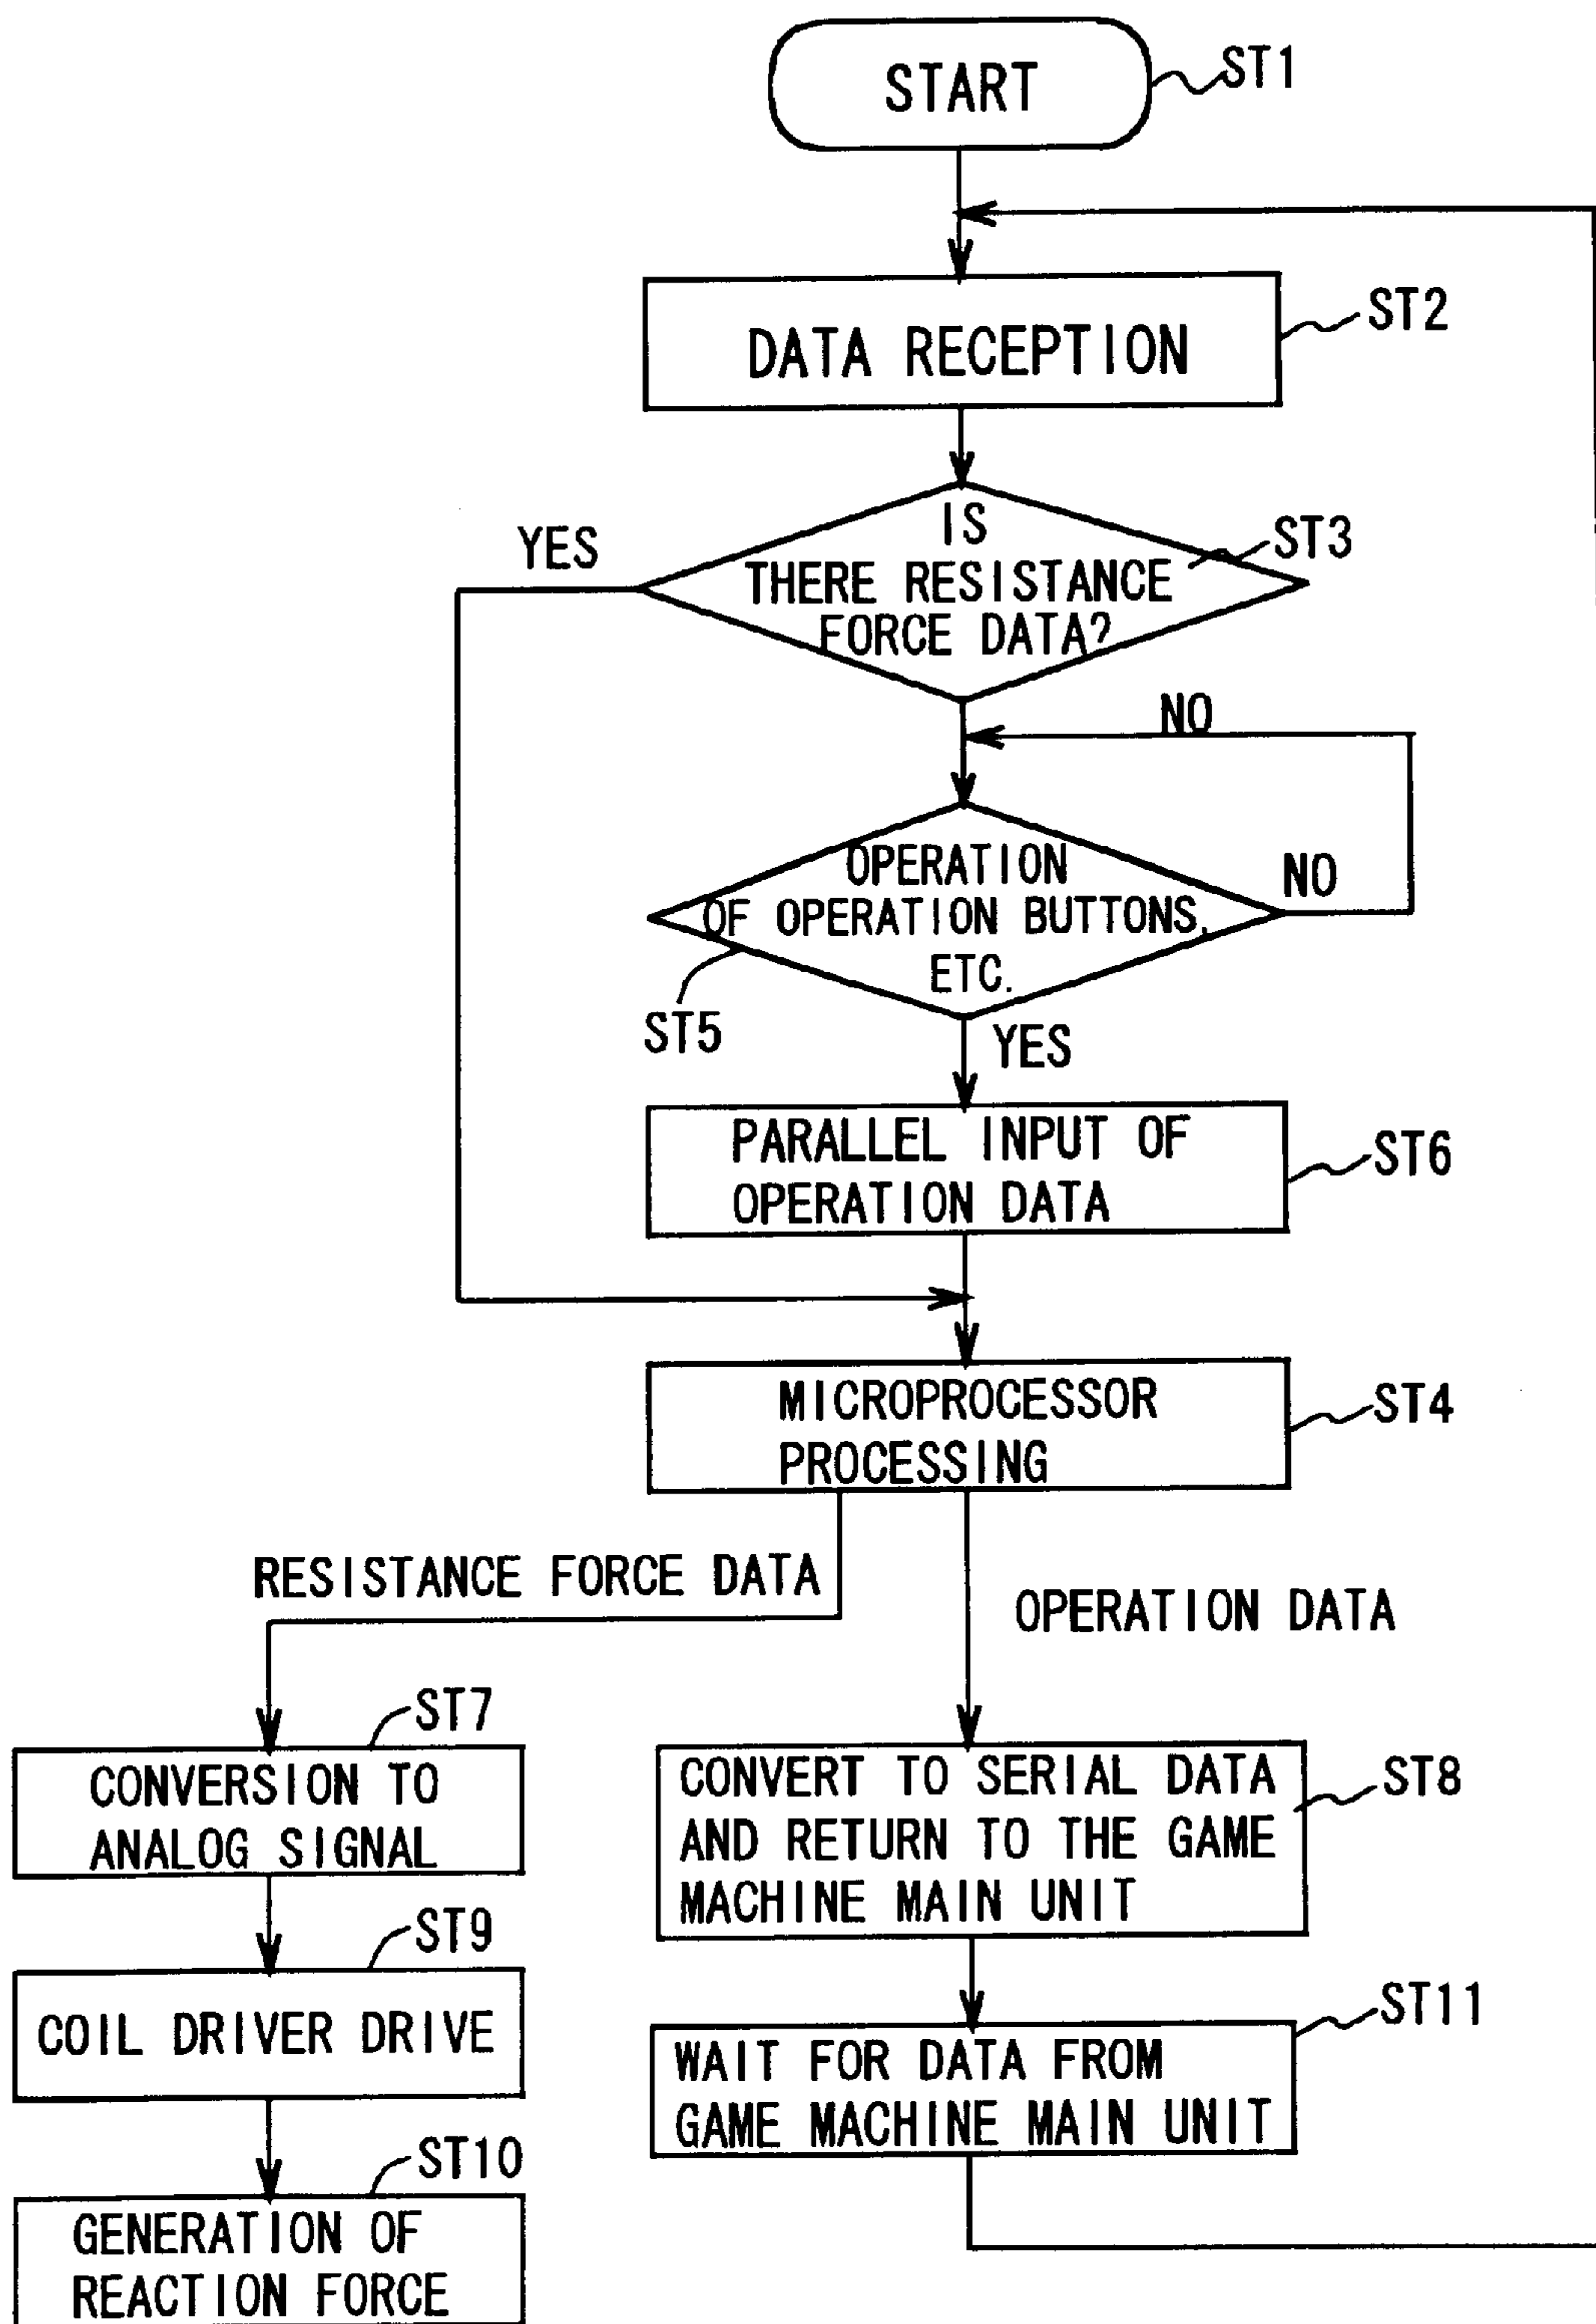 START
ST1
DATA RECEPTION
ST2
YES
IS
THERE RESISTANCE
FORCE DATA?
ST3
NO
OPERATION
OF OPERATION BUTTONS,
ETC.
NO
ST5
YES
PARALLEL INPUT OF
OPERATION DATA
ST6
MICROPROCESSOR
PROCESSING
ST4
RESISTANCE FORCE DATA
OPERATION DATA
ST7
CONVERSION TO
ANALOG SIGNAL
CONVERT TO SERIAL DATA
AND RETURN TO THE GAME
MACHINE MAIN UNIT
ST8
ST9
COIL DRIVER DRIVE
WAIT FOR DATA FROM
GAME MACHINE MAIN UNIT
ST11
ST10
GENERATION OF
REACTION FORCE